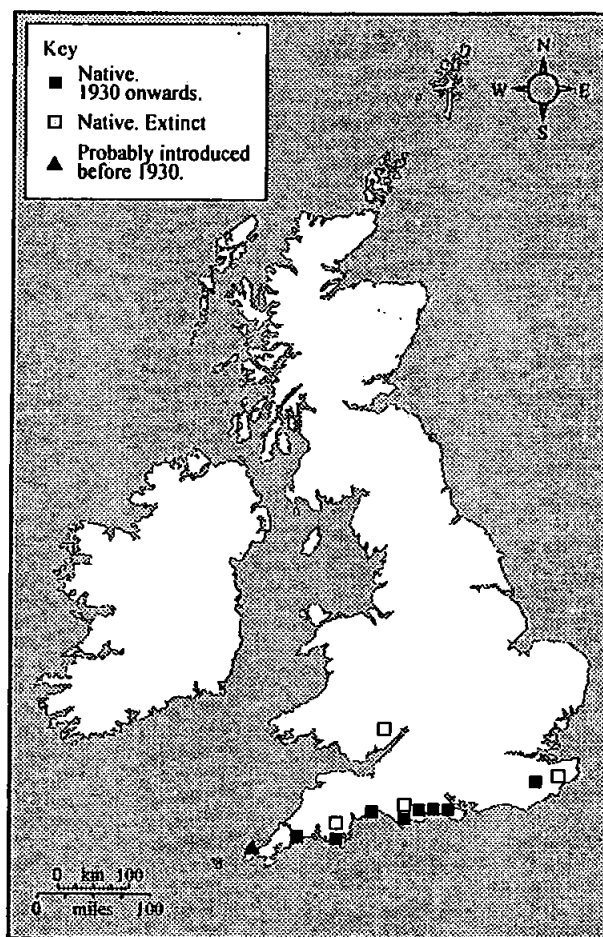 Key
Native.
1930 onwards.
Native. Extinct
Probably introduced
before 1930.
N
W E
S
0 km 100
0 miles 100